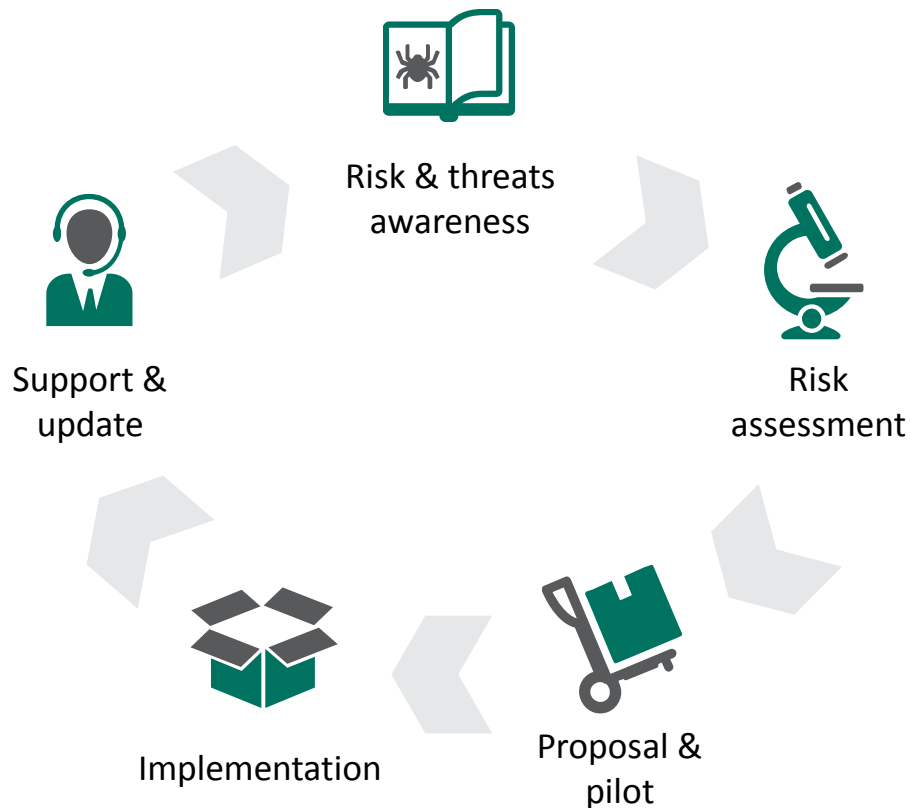 Risk & threats
awareness
Risk
assessment
Proposal &
pilot
Implementation
Support &
update